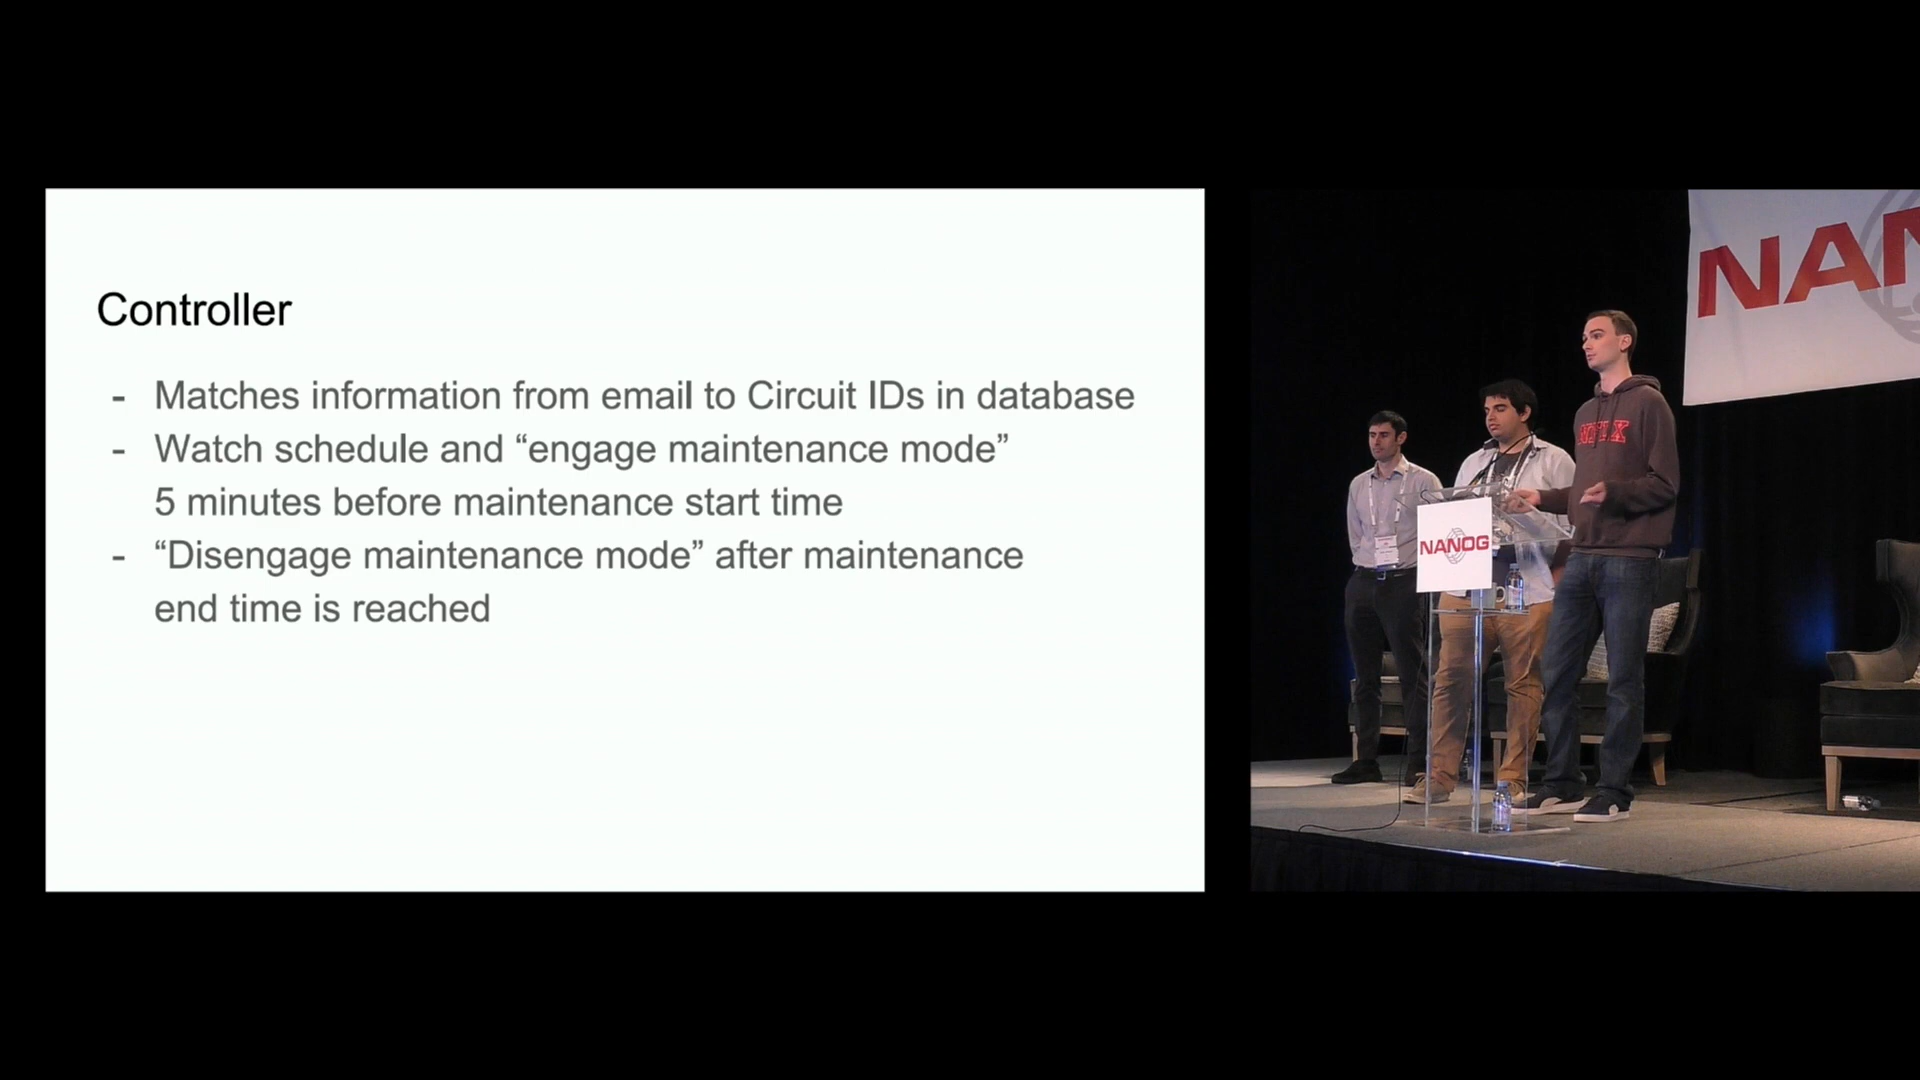 Controller
- Matches information from email to Circuit IDs in database
- Watch schedule and “engage maintenance mode”
5 minutes before maintenance start time
- “Disengage maintenance mode” after maintenance
end time is reached
NANOG